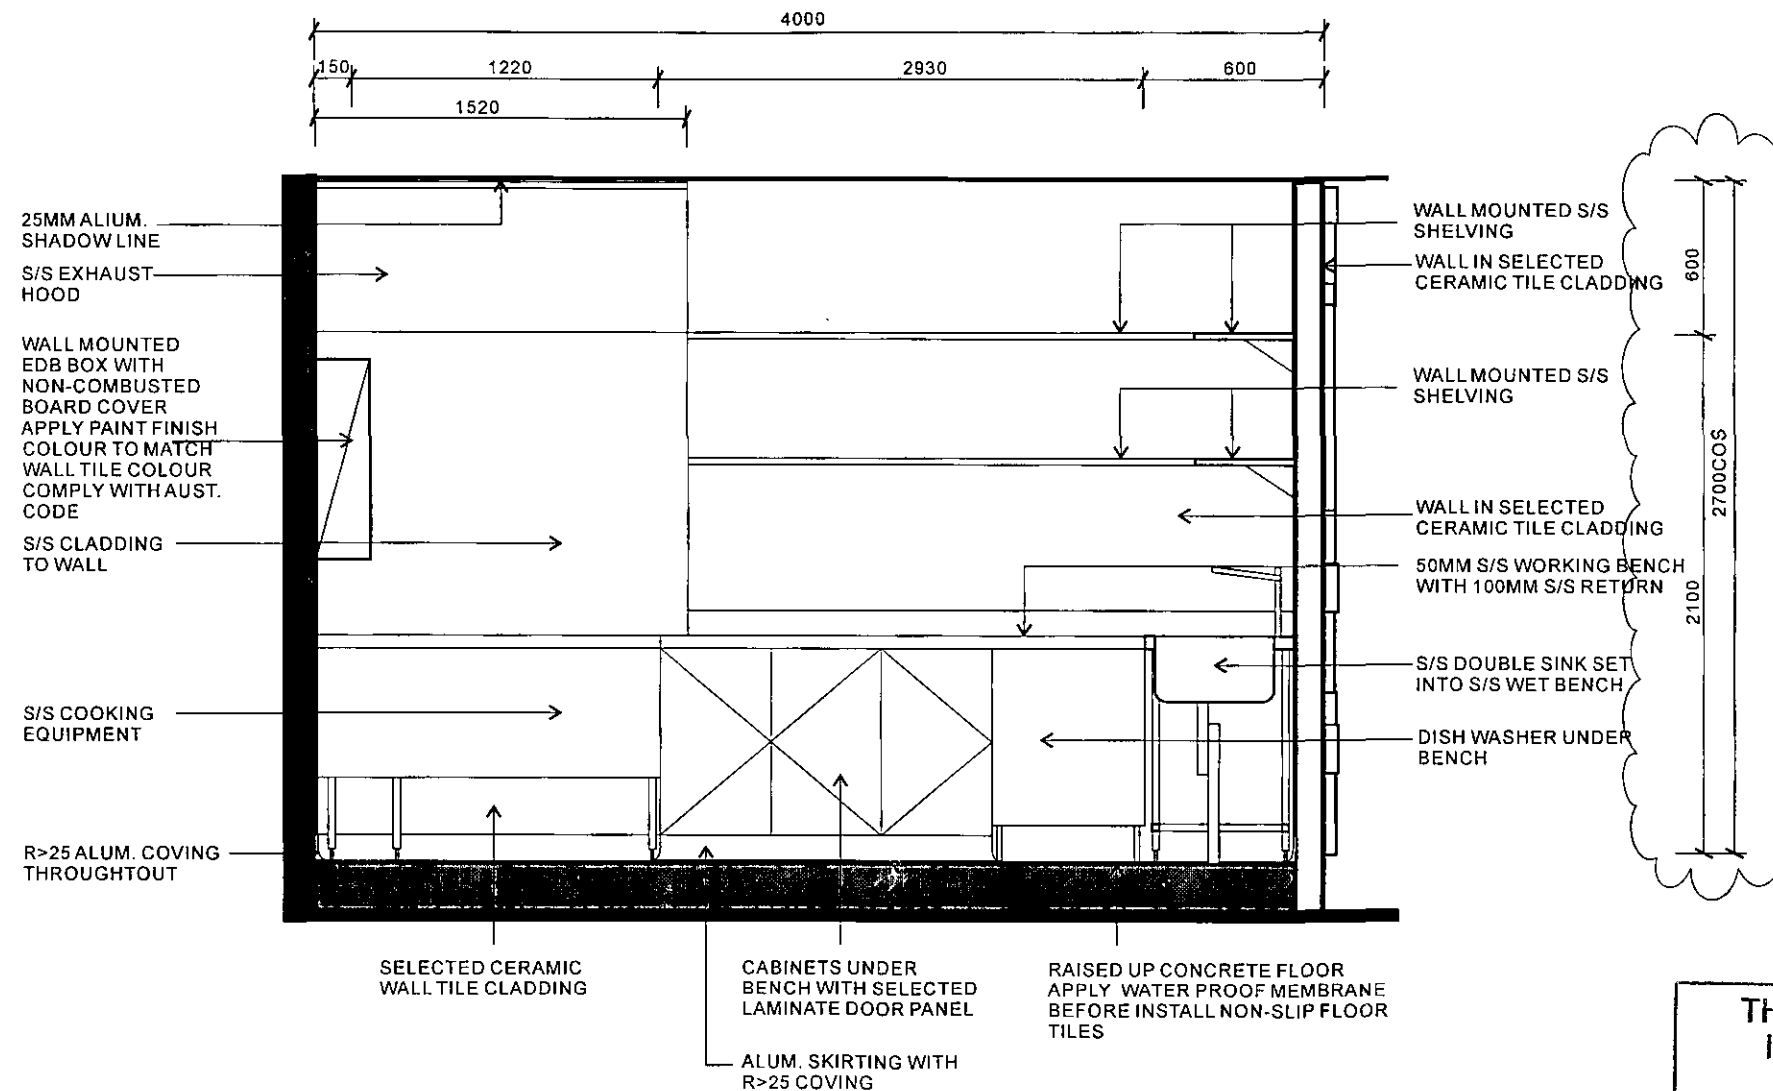 4000
150 1220 2930 600
1520
25MM ALIUM.
SHADOW LINE
S/S EXHAUST
HOOD
WALL MOUNTED
EDB BOX WITH
NON-COMBUSTED
BOARD COVER
APPLY PAINT FINISH
COLOUR TO MATCH
WALL TILE COLOUR
COMPLY WITH AUST.
CODE
S/S CLADDING
TO WALL
S/S COOKING
EQUIPMENT
R>25 ALUM. COVING
THROUGHTOUT
WALL MOUNTED S/S
SHELVING
WALL IN SELECTED
CERAMIC TILE CLADDING
WALL MOUNTED S/S
SHELVING
WALL IN SELECTED
CERAMIC TILE CLADDING
50MM S/S WORKING BENCH
WITH 100MM S/S RETURN
S/S DOUBLE SINK SET
INTO S/S WET BENCH
DISH WASHER UNDER
BENCH
600
2100
2700COS
SELECTED CERAMIC
WALL TILE CLADDING
CABINETS UNDER
BENCH WITH SELECTED
LAMINATE DOOR PANEL
ALUM. SKIRTING WITH
R>25 COVING
RAISED UP CONCRETE FLOOR
APPLY WATER PROOF MEMBRANE
BEFORE INSTALL NON-SLIP FLOOR
TILES